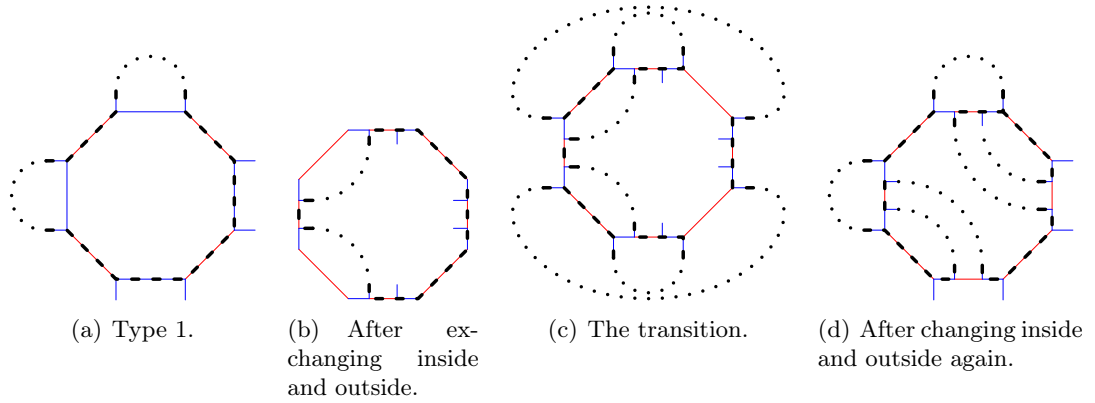 (a) Type 1.
(b) After ex-
changing inside
and outside.
(c) The transition.
(d) After changing inside
and outside again.